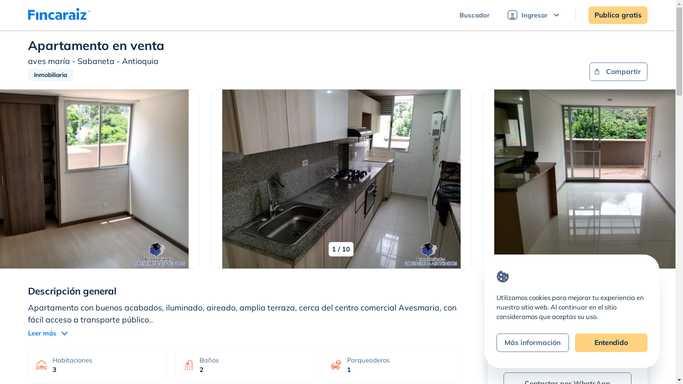 Fincaraiz
Buscador
Ingresar
Publica gratis
Apartamento en venta
aves maría - Sabaneta - Antioquia
Inmobiliaria
Compartir
1 / 10
Descripción general
Apartamento con buenos acabados, iluminado, aireado, amplia terraza, cerca del centro comercial Avesmaria, con
fácil acceso a transporte público..
Leer más
Habitaciones
3
Baños
2
Parqueaderos
1
Utilizamos cookies para mejorar tu experiencia en
nuestro sitio web. Al continuar en el sitio
consideramos que aceptas su uso.
Más información
Entendido
Contactar por WhatsApp